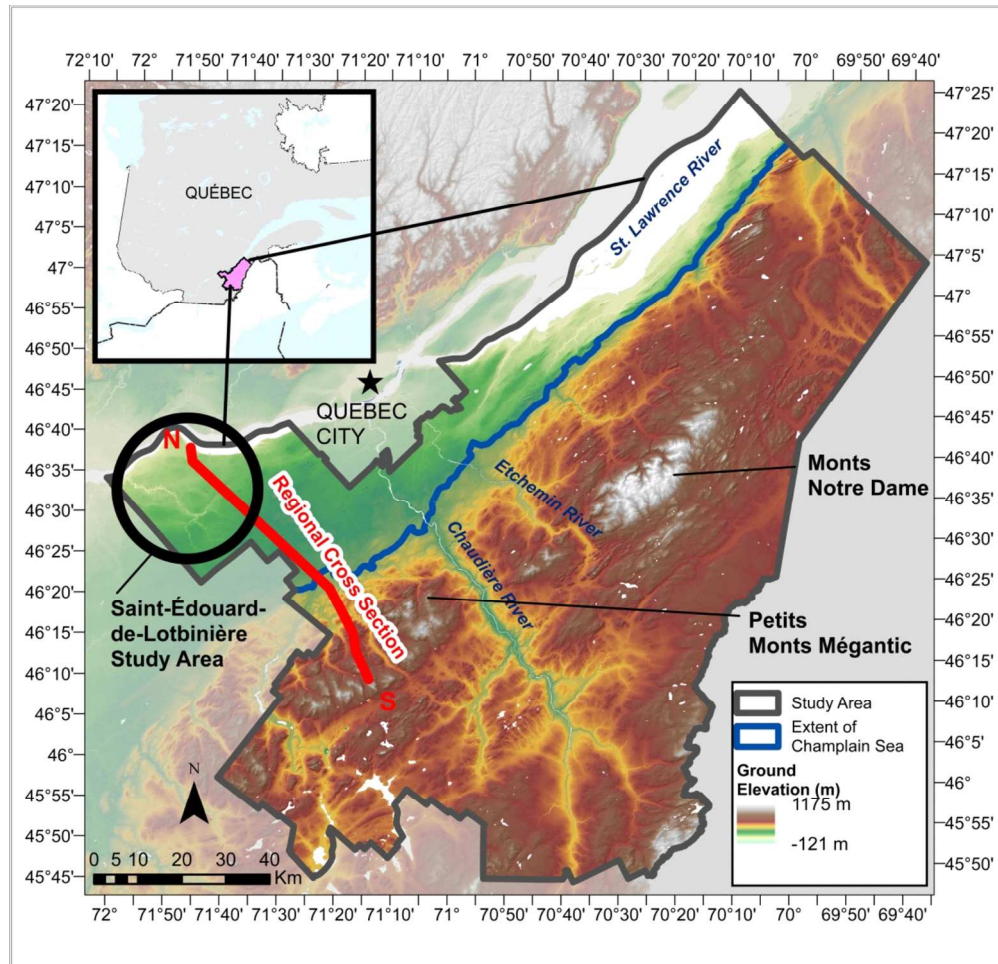 72°10' 72° 71°50' 71°40' 71°30' 71°20' 71°10' 71° 70°50' 70°40' 70°30' 70°20' 70°10' 70° 69°50' 69°40'
47°20'
47°15'
47°10'
47°5'
47°
46°55'
46°50'
46°45'
46°40'
46°35'
46°30'
46°25'
46°20'
46°15'
46°10'
46°5'
46°
45°55'
45°50'
45°45'
47°25'
47°20'
47°15'
47°10'
47°5'
47°
46°55'
46°50'
46°45'
46°40'
46°35'
46°30'
46°25'
46°20'
46°15'
46°10'
46°5'
46°
45°55'
45°50'
QUÉBEC
St. Lawrence River
QUEBEC
CITY
N
Regional Cross Section
S
Etchemin River
Chaudière River
Monts
Notre Dame
Petits
Monts Mégantic
Saint-Édouard-
de-Lotbinière
Study Area
N
0 5 10 20 30 40
Km
Study Area
Extent of
Champlain Sea
Ground
Elevation (m)
1175 m
-121 m
72° 71°50' 71°40' 71°30' 71°20' 71°10' 71° 70°50' 70°40' 70°30' 70°20' 70°10' 70° 69°50' 69°40'